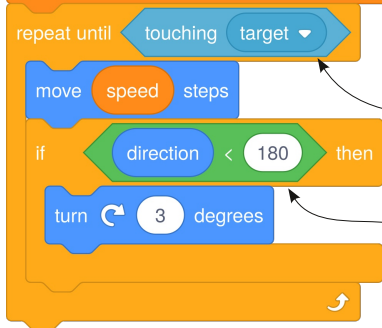 repeat until touching target
move speed steps
if direction < 180 then
turn 3 degrees